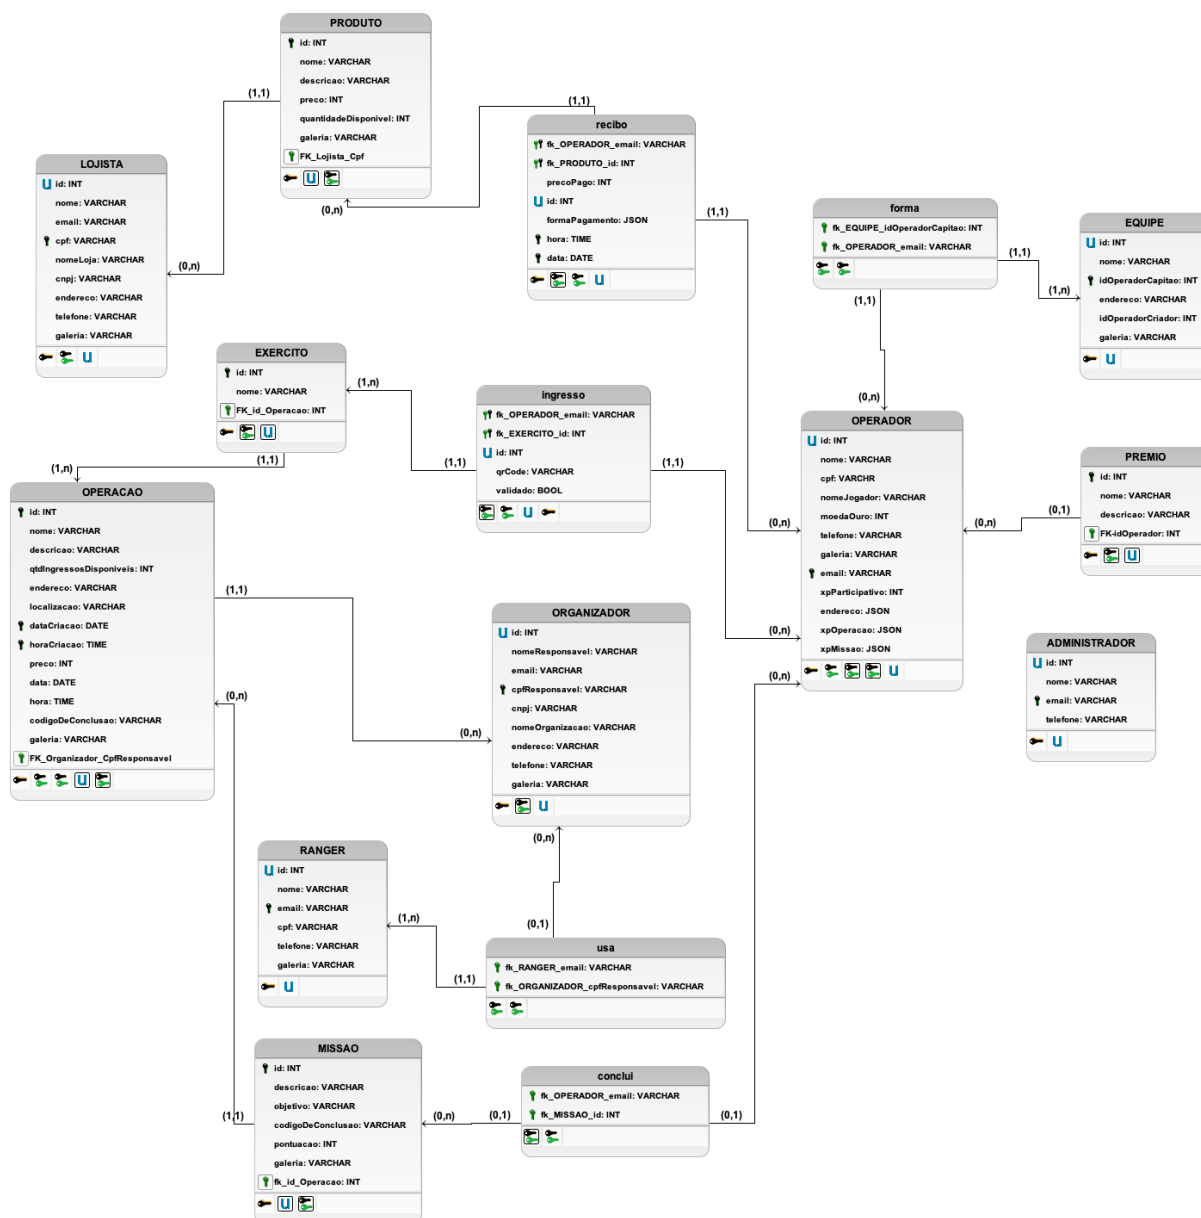 PRODUTO
id: INT
nome: VARCHAR
descricao: VARCHAR
preco: INT
quantidadeDisponivel: INT
galeria: VARCHAR
FK_Lojista_Cpf
(1,1)
(0,n)
(1,1)
(0,n)
LOJISTA
id: INT
nome: VARCHAR
email: VARCHAR
cpf: VARCHAR
nomeLoja: VARCHAR
cnpj: VARCHAR
endereco: VARCHAR
telefone: VARCHAR
galeria: VARCHAR
recibo
fk_OPERADOR_email: VARCHAR
fk_PRODUTO_id: INT
precoPago: INT
id: INT
formaPagamento: JSON
hora: TIME
data: DATE
(1,1)
(0,n)
forma
fk_EQUIPE_idOperadorCapitao: INT
fk_OPERADOR_email: VARCHAR
(1,1)
(1,n)
(1,1)
(0,n)
EQUIPE
id: INT
nome: VARCHAR
idOperadorCapitao: INT
endereco: VARCHAR
idOperadorCriador: INT
galeria: VARCHAR
EXERCITO
id: INT
nome: VARCHAR
FK_id_Operacao: INT
(1,n)
(1,1)
(1,1)
(1,n)
ingresso
fk_OPERADOR_email: VARCHAR
fk_EXERCITO_id: INT
id: INT
qrCode: VARCHAR
validado: BOOL
(1,1)
(0,n)
OPERADOR
id: INT
nome: VARCHAR
cpf: VARCHR
nomeJogador: VARCHAR
moedaOuro: INT
telefone: VARCHAR
galeria: VARCHAR
email: VARCHAR
xpParticipativo: INT
endereco: JSON
xpOperacao: JSON
xpMissao: JSON
PREMIO
id: INT
nome: VARCHAR
descricao: VARCHAR
FK-idOperador: INT
(0,1)
(0,n)
OPERACAO
id: INT
nome: VARCHAR
descricao: VARCHAR
qtdIngressosDisponiveis: INT
endereco: VARCHAR
localizacao: VARCHAR
dataCriacao: DATE
horaCriacao: TIME
preco: INT
data: DATE
hora: TIME
codigoDeConclusao: VARCHAR
galeria: VARCHAR
FK_Organizador_CpfResponsavel
(1,1)
(0,n)
(0,n)
ORGANIZADOR
id: INT
nomeResponsavel: VARCHAR
email: VARCHAR
cpfResponsavel: VARCHAR
cnpj: VARCHAR
nomeOrganizacao: VARCHAR
endereco: VARCHAR
telefone: VARCHAR
galeria: VARCHAR
(0,n)
(0,1)
ADMINISTRADOR
id: INT
nome: VARCHAR
email: VARCHAR
telefone: VARCHAR
RANGER
id: INT
nome: VARCHAR
email: VARCHAR
cpf: VARCHAR
telefone: VARCHAR
galeria: VARCHAR
(1,n)
(1,1)
usa
fk_RANGER_email: VARCHAR
fk_ORGANIZADOR_cpfResponsavel: VARCHAR
MISSAO
id: INT
descricao: VARCHAR
objetivo: VARCHAR
codigoDeConclusao: VARCHAR
pontuacao: INT
galeria: VARCHAR
fk_id_Operacao: INT
(1,1)
(0,n)
(0,1)
conclui
fk_OPERADOR_email: VARCHAR
fk_MISSAO_id: INT
(0,1)
(0,n)